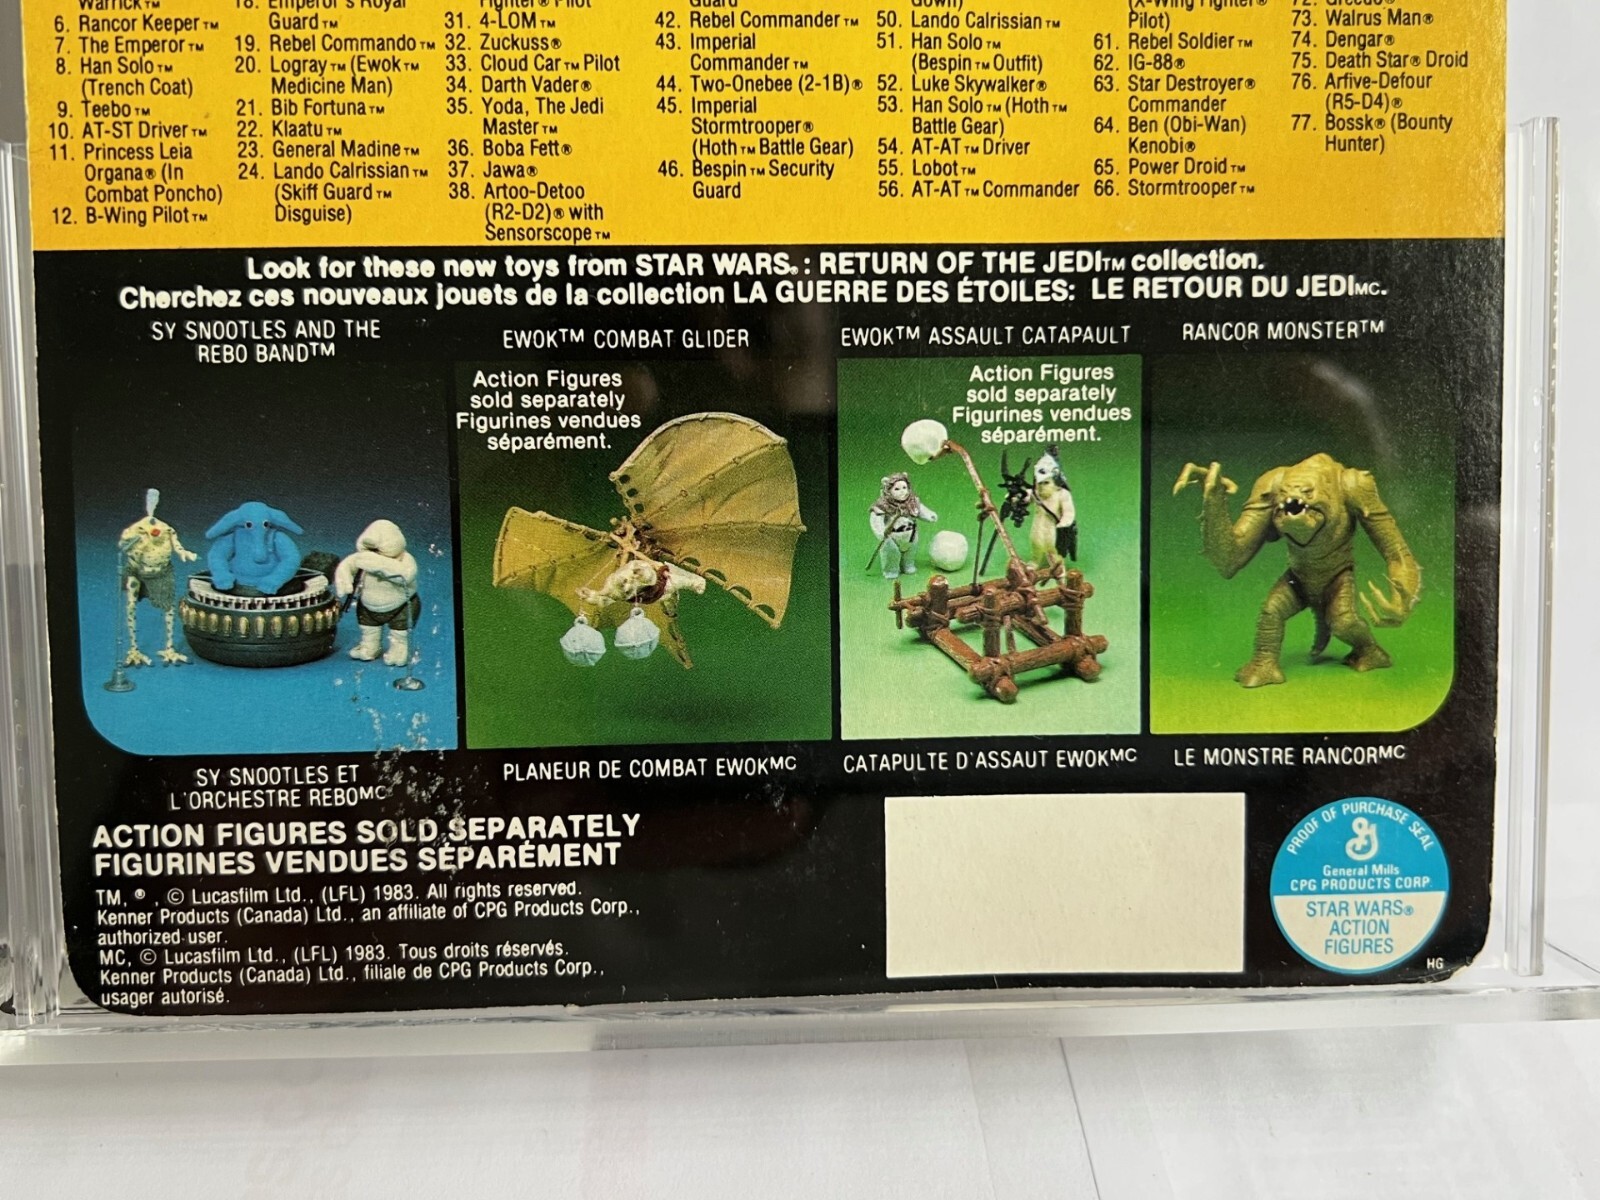 Warrick™
6. Rancor Keeper™
7. The Emperor™
8. Han Solo™
(Trench Coat)
9. Teebo™
10. AT-ST Driver™
11. Princess Leia
Organa® (In
Combat Poncho)
12. B-Wing Pilot™
18. Emperor's Royal
Guard™
19. Rebel Commando™
20. Logray™ (Ewok™
Medicine Man)
21. Bib Fortuna™
22. Klaatu™
23. General Madine™
24. Lando Calrissian™
(Skiff Guard™
Disguise)
Fighter® Pilot
31. 4-LOM™
32. Zuckuss®
33. Cloud Car™ Pilot
34. Darth Vader®
35. Yoda, The Jedi
Master™
36. Boba Fett®
37. Jawa®
38. Artoo-Detoo
(R2-D2)® with
Sensorscope™
Guard
42. Rebel Commander™
43. Imperial
Commander™
44. Two-Onebee (2-1B)®
45. Imperial
Stormtrooper®
(Hoth™ Battle Gear)
46. Bespin™ Security
Guard
Gown)
50. Lando Calrissian™
51. Han Solo™
(Bespin™ Outfit)
52. Luke Skywalker®
53. Han Solo™ (Hoth™
Battle Gear)
54. AT-AT™ Driver
55. Lobot™
56. AT-AT™ Commander
(X-Wing Fighter®
Pilot)
61. Rebel Soldier™
62. IG-88®
63. Star Destroyer®
Commander
64. Ben (Obi-Wan)
Kenobi®
65. Power Droid™
66. Stormtrooper™
72. Greedo®
73. Walrus Man®
74. Dengar®
75. Death Star® Droid
76. Arfive-Defour
(R5-D4)®
77. Bossk® (Bounty
Hunter)
Look for these new toys from STAR WARS®: RETURN OF THE JEDI™ collection.
Cherchez ces nouveaux jouets de la collection LA GUERRE DES ÉTOILES: LE RETOUR DU JEDIMC.
SY SNOOTLES AND THE
REBO BAND™
EWOK™ COMBAT GLIDER
EWOK™ ASSAULT CATAPAULT
RANCOR MONSTER™
Action Figures
sold separately
Figurines vendues
séparément.
Action Figures
sold separately
Figurines vendues
séparément.
SY SNOOTLES ET
L'ORCHESTRE REBOMC
PLANEUR DE COMBAT EWOKMC
CATAPULTE D'ASSAUT EWOKMC
LE MONSTRE RANCORMC
ACTION FIGURES SOLD SEPARATELY
FIGURINES VENDUES SÉPARÉMENT
TM, ®, © Lucasfilm Ltd., (LFL) 1983. All rights reserved.
Kenner Products (Canada) Ltd., an affiliate of CPG Products Corp.,
authorized user.
MC, © Lucasfilm Ltd., (LFL) 1983. Tous droits réservés.
Kenner Products (Canada) Ltd., filiale de CPG Products Corp.,
usager autorisé.
PROOF OF PURCHASE SEAL
General Mills
CPG PRODUCTS CORP.
STAR WARS®
ACTION
FIGURES
HG